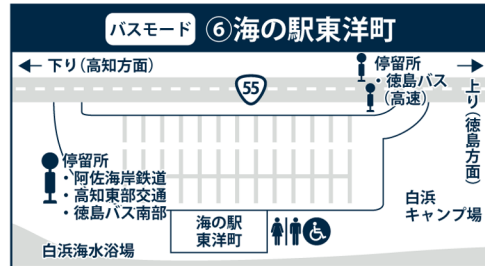 バスモード ⑥海の駅東洋町
下り(高知方面)
55
停留所
・徳島バス
(高速)
上り(徳島方面)
停留所
・阿佐海岸鉄道
・高知東部交通
・徳島バス南部
海の駅
東洋町
白浜
キャンプ場
白浜海水浴場